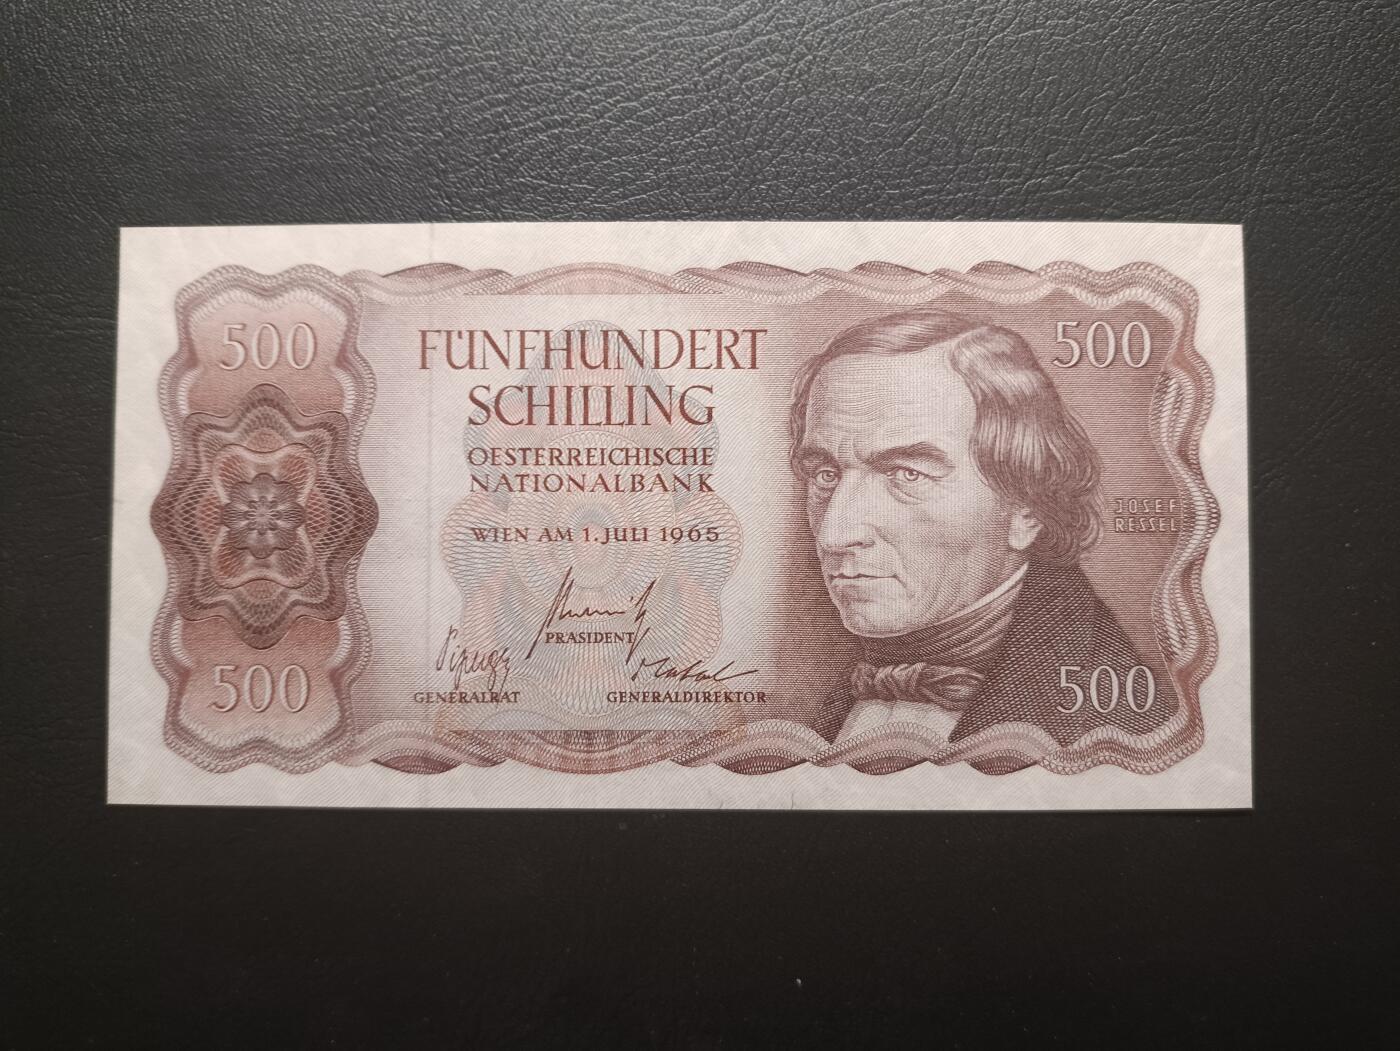 500
500
FÜNFHUNDERT
SCHILLING
OESTERREICHISCHE
NATIONALBANK
WIEN AM 1. JULI 1965
JOSEF
RESSEL
PRÄSIDENT
GENERALRAT
GENERALDIREKTOR
500
500